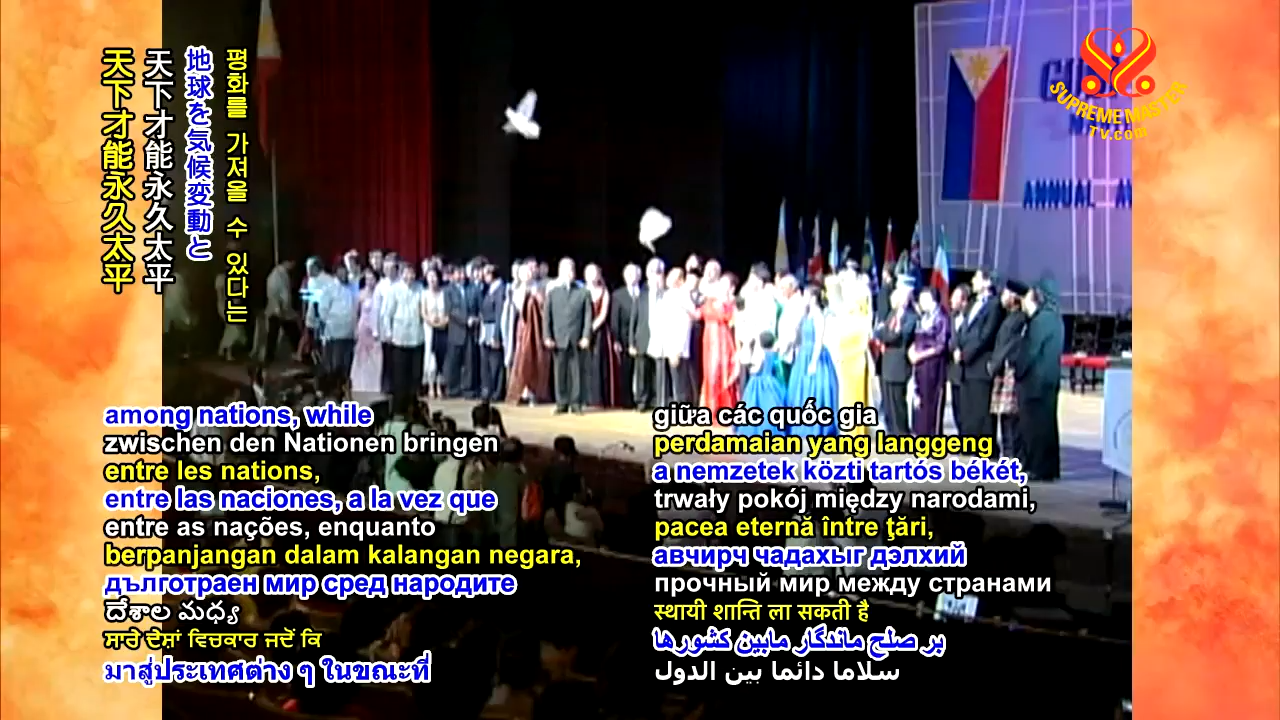 天下才能永久太平
天下才能永久太平
地球を気候変動と
평화를 가져올 수 있다는
SUPREME MASTER
TV.com
ANNUAL
among nations, while
zwischen den Nationen bringen
entre les nations,
entre las naciones, a la vez que
entre as nações, enquanto
berpanjangan dalam kalangan negara,
дълготраен мир сред народите
దేశాల మధ్య
ਸਾਰੇ ਦੇਸ਼ਾਂ ਵਿਚਕਾਰ ਜਦੋਂ ਕਿ
มาสู่ประเทศต่าง ๆ ในขณะที่
giữa các quốc gia
perdamaian yang langgeng
a nemzetek közti tartós békét,
trwały pokój między narodami,
pacea eternă între ţări,
авчирч чадахыг дэлхий
прочный мир между странами
स्थायी शान्ति ला सकती है
بر صلح ماندگار مابین کشورها
سلاما دائما بين الدول